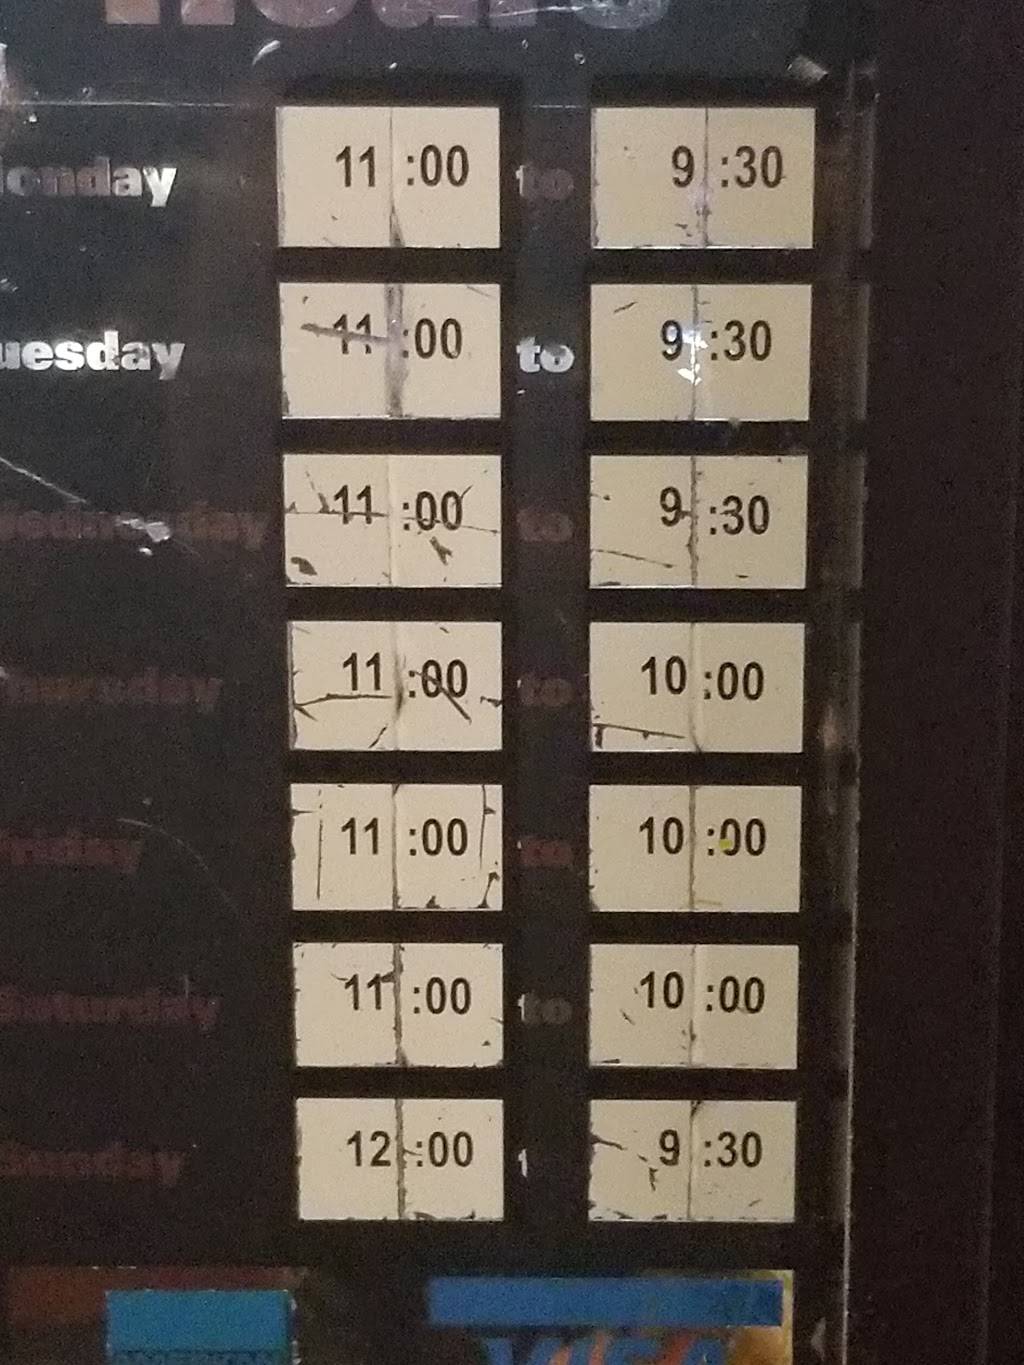 Hours
Monday 11:00 to 9:30
Tuesday 11:00 to 9:30
Wednesday 11:00 to 9:30
Thursday 11:00 to 10:00
Friday 11:00 to 10:00
Saturday 11:00 to 10:00
Sunday 12:00 t 9:30
AMERICAN VISA